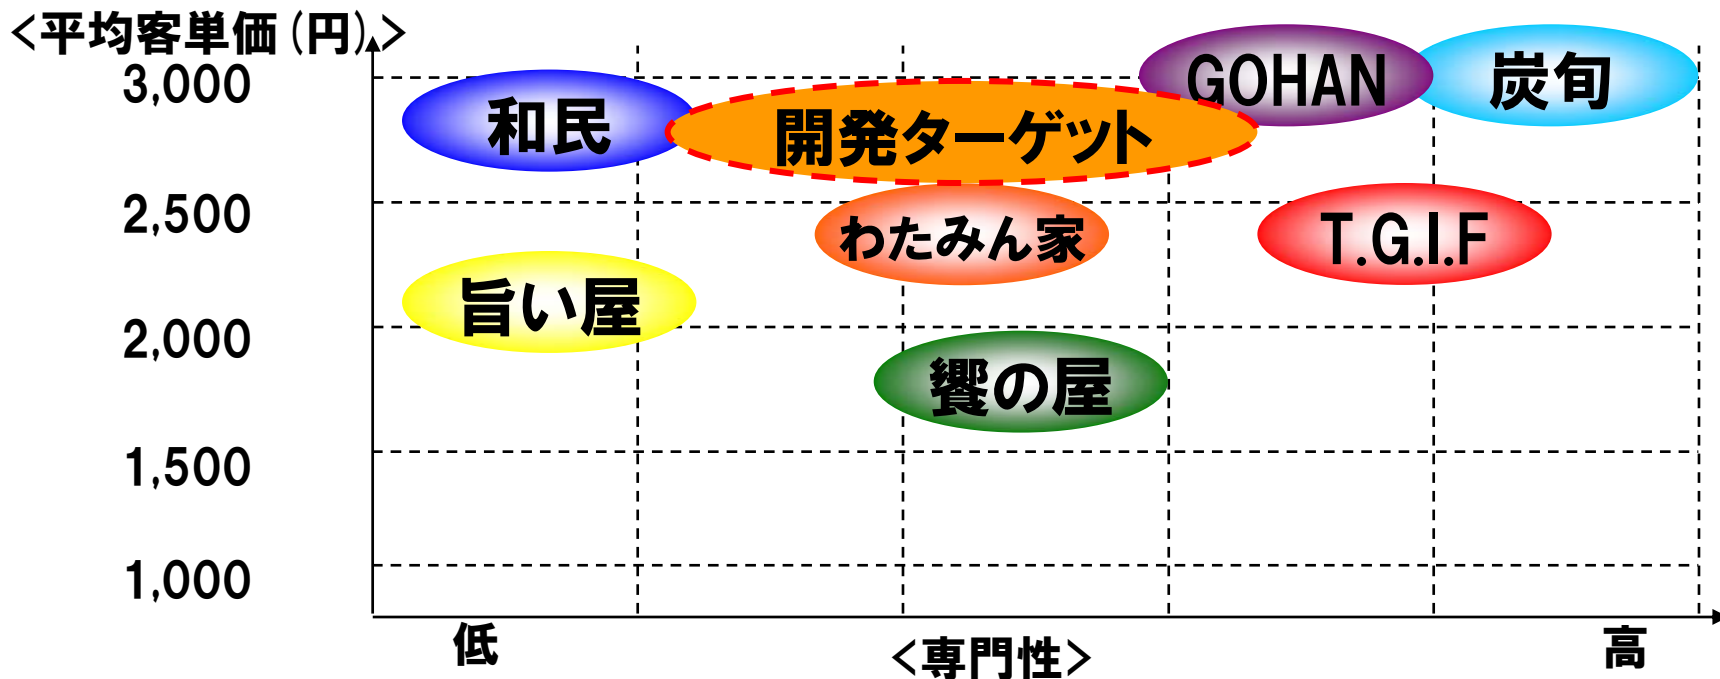 <平均客単価(円)>
3,000
GOHAN
炭旬
和民
開発ターゲット
2,500
わたみん家
T.G.I.F
旨い屋
2,000
饗の屋
1,500
1,000
低
<専門性>
高